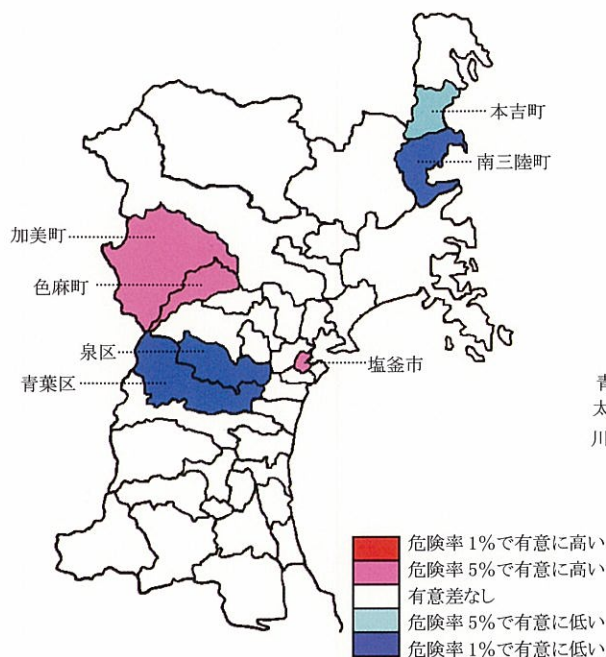 本吉町
南三陸町
加美町
色麻町
泉区
青葉区
塩釜市
青
太
川
危険率 1%で有意に高い
危険率 5%で有意に高い
有意差なし
危険率 5%で有意に低い
危険率 1%で有意に低い